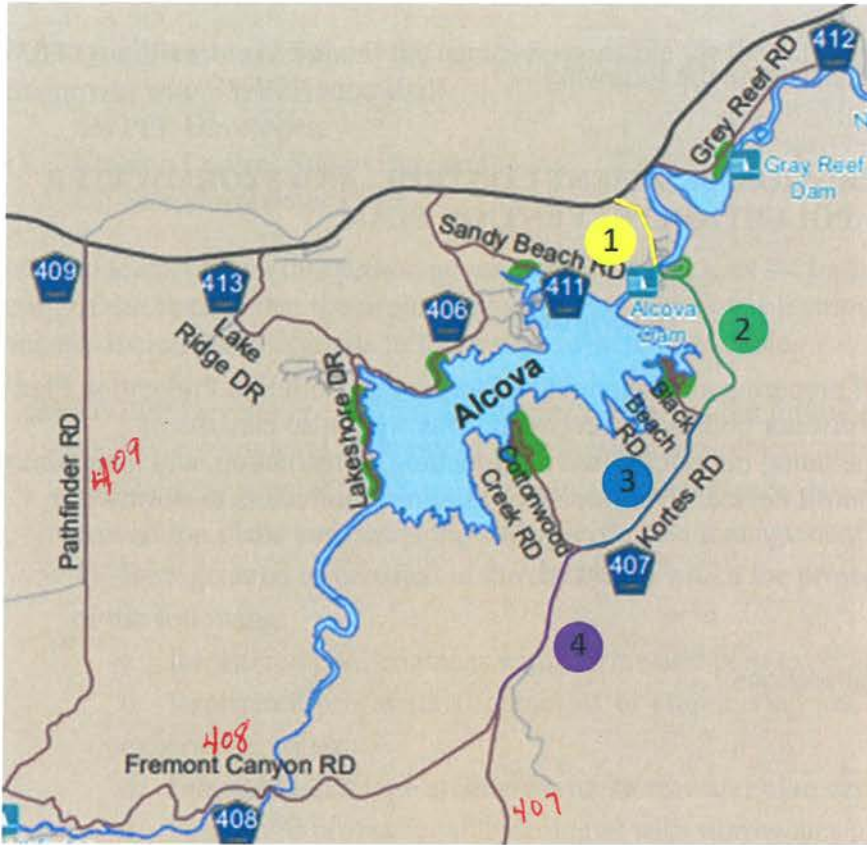 412
Grey Reef RD
N
Gray Reef
Dam
1
Sandy Beach RD
409
413
411
406
Alcova
Dam
2
Lake
Ridge DR
Lakeshore DR
Alcova
Black
Beach
RD
Pathfinder RD
409
3
Cottonwood
Creek RD
Kortes RD
407
4
408
Fremont Canyon RD
408
407